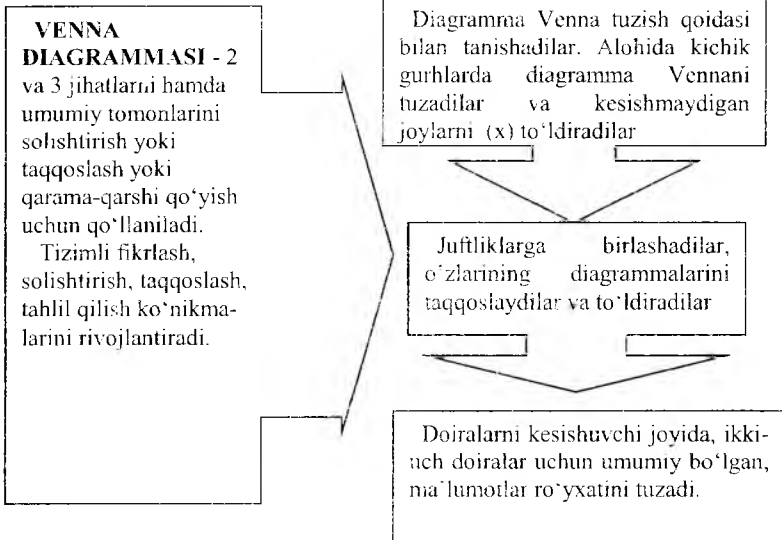 VENNA
DIAGRAMMASI - 2
va 3 jihatlarni hamda
umumiy tomonlarini
solishtirish yoki
taqqoslash yoki
qarama-qarshi qo‘yish
uchun qo‘llaniladi.
Tizimli fikrlash,
solishtirish, taqqoslash,
tahlil qilish ko‘nikma-
larini rivojlantiradi.
Diagramma Venna tuzish qoidasi
bilan tanishadilar. Alohida kichik
gurhlarda diagramma Vennani
tuzadilar va kesishmaydigan
joylarni (x) to‘ldiradilar
Juftliklarga birlashadilar,
o‘zlarining diagrammalarini
taqqoslaydilar va to‘ldiradilar
Doiralarni kesishuvchi joyida, ikki-
uch doiralar uchun umumiy bo‘lgan,
ma’lumotlar ro‘yxatini tuzadi.